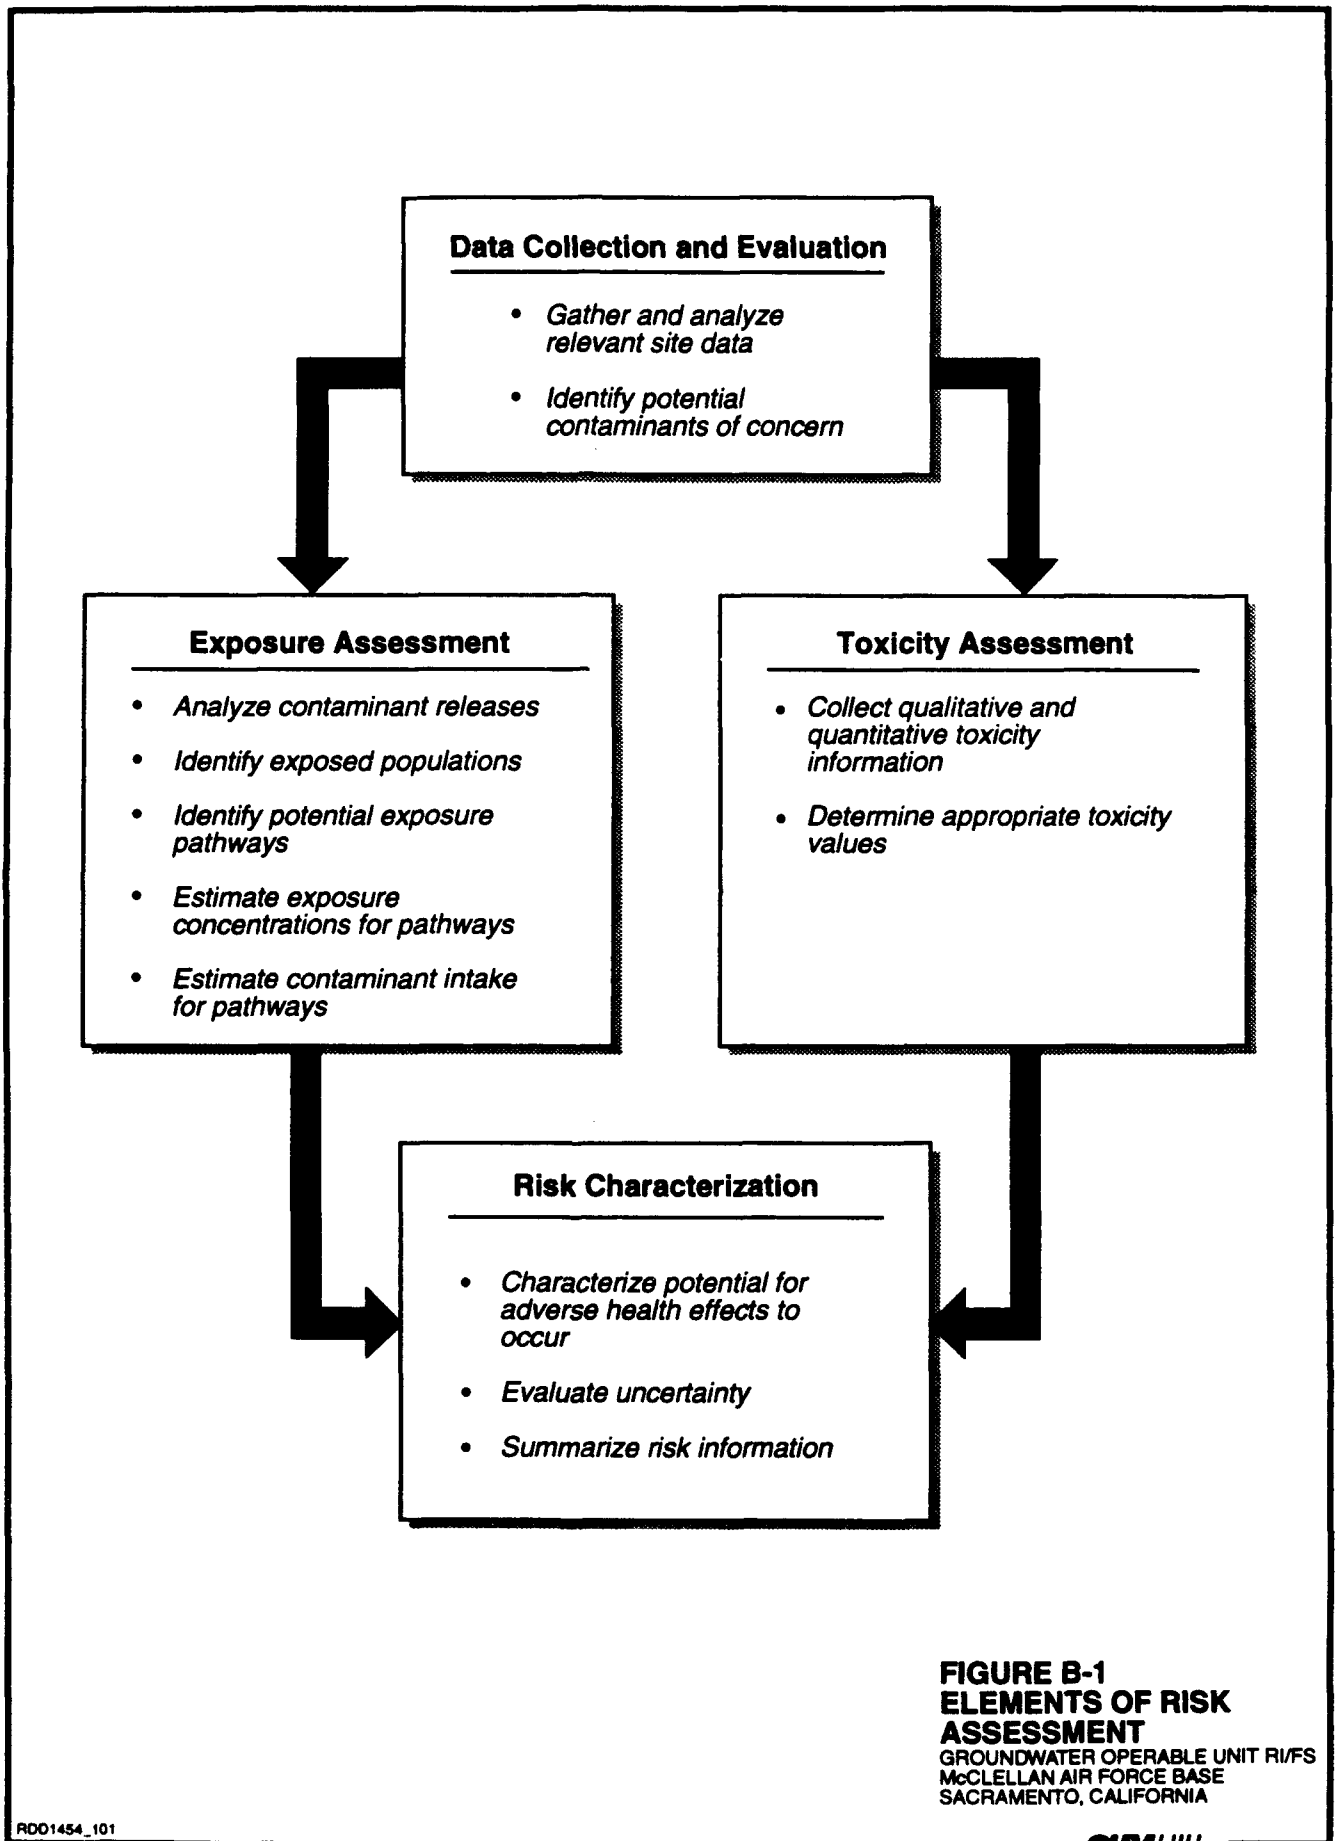 Data Collection and Evaluation
• Gather and analyze
relevant site data
• Identify potential
contaminants of concern
Exposure Assessment
• Analyze contaminant releases
• Identify exposed populations
• Identify potential exposure
pathways
• Estimate exposure
concentrations for pathways
• Estimate contaminant intake
for pathways
Toxicity Assessment
• Collect qualitative and
quantitative toxicity
information
• Determine appropriate toxicity
values
Risk Characterization
• Characterize potential for
adverse health effects to
occur
• Evaluate uncertainty
• Summarize risk information
FIGURE B-1
ELEMENTS OF RISK
ASSESSMENT
GROUNDWATER OPERABLE UNIT RI/FS
McCLELLAN AIR FORCE BASE
SACRAMENTO, CALIFORNIA
RDD1454_101